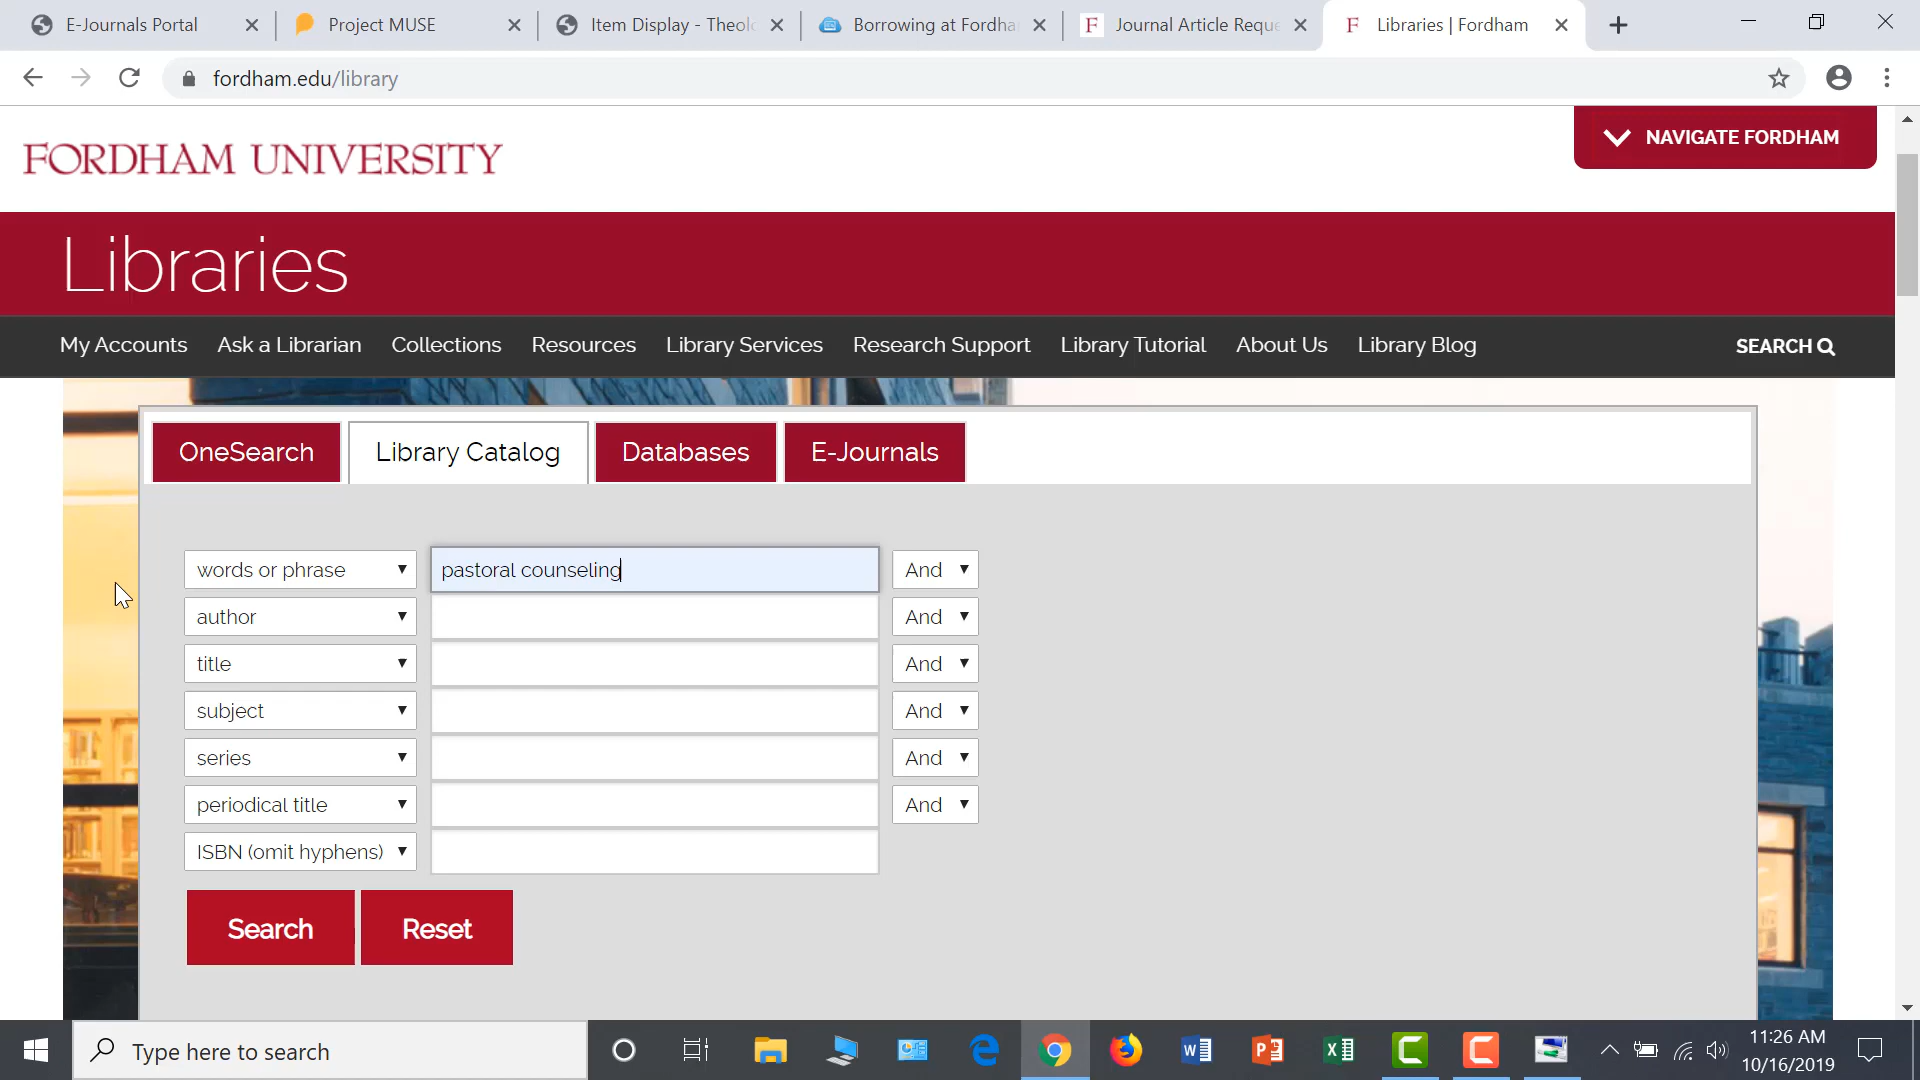 E-Journals Portal
Project MUSE
Item Display - Theolo
Borrowing at Fordha
Journal Article Reque
Libraries | Fordham
fordham.edu/library
FORDHAM UNIVERSITY
NAVIGATE FORDHAM
Libraries
My Accounts Ask a Librarian Collections Resources Library Services Research Support Library Tutorial About Us Library Blog SEARCH
OneSearch Library Catalog Databases E-Journals
words or phrase pastoral counseling And
author And
title And
subject And
series And
periodical title And
ISBN (omit hyphens)
Search Reset
Type here to search
11:26 AM
10/16/2019